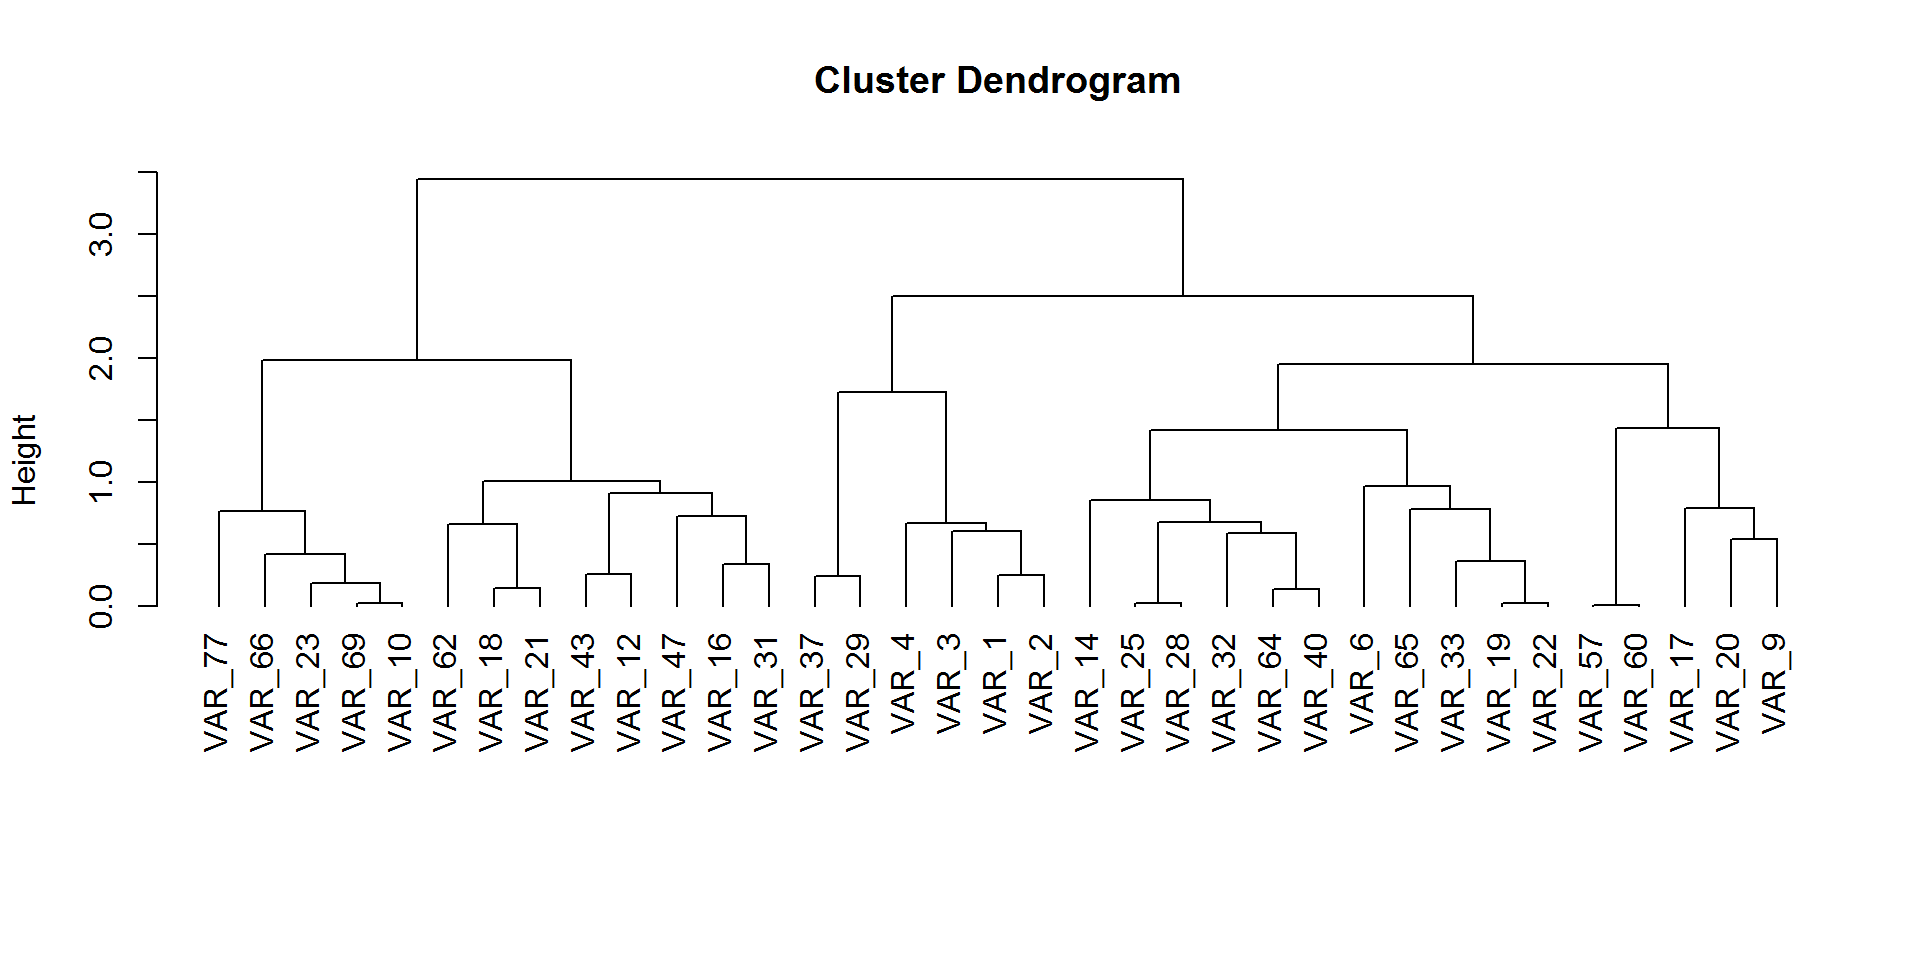 Cluster Dendrogram
Height
3.0
2.0
1.0
0.0
VAR_77
VAR_66
VAR_23
VAR_69
VAR_10
VAR_62
VAR_18
VAR_21
VAR_43
VAR_12
VAR_47
VAR_16
VAR_31
VAR_37
VAR_29
VAR_4
VAR_3
VAR_1
VAR_2
VAR_14
VAR_25
VAR_28
VAR_32
VAR_64
VAR_40
VAR_6
VAR_65
VAR_33
VAR_19
VAR_22
VAR_57
VAR_60
VAR_17
VAR_20
VAR_9